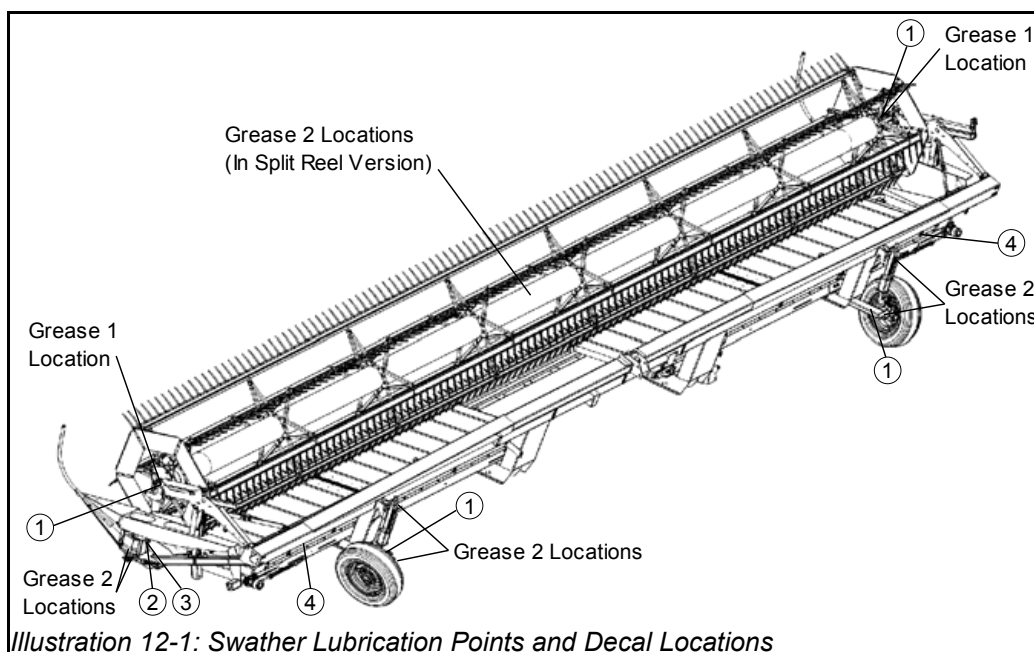 1
Grease 1
Location
Grease 2 Locations
(In Split Reel Version)
4
Grease 2
Locations
1
Grease 1
Location
1
1
Grease 2 Locations
Grease 2
Locations
2
3
4
Illustration 12-1: Swather Lubrication Points and Decal Locations